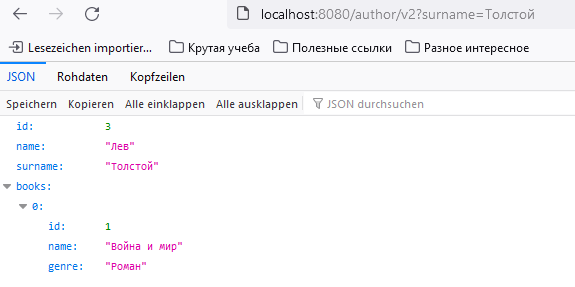 localhost:8080/author/v2?surname=Толстой
Lesezeichen importier... Крутая учеба Полезные ссылки Разное интересное
JSON Rohdaten Kopfzeilen
Speichern Kopieren Alle einklappen Alle ausklappen JSON durchsuchen
id: 3
name: "Лев"
surname: "Толстой"
books:
0:
id: 1
name: "Война и мир"
genre: "Роман"